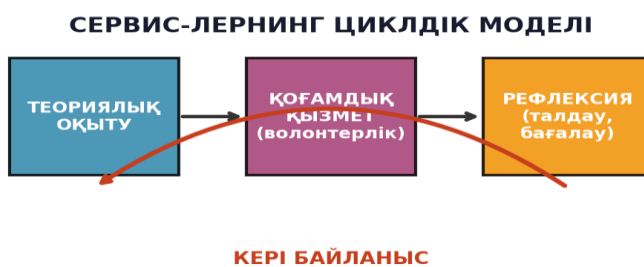 СЕРВИС-ЛЕРНИНГ ЦИКЛДІК МОДЕЛІ
ТЕОРИЯЛЫҚ
ОҚЫТУ
ҚОҒАМДЫҚ
ҚЫЗМЕТ
(волонтерлік)
РЕФЛЕКСИЯ
(талдау,
бағалау)
КЕРІ БАЙЛАНЫС